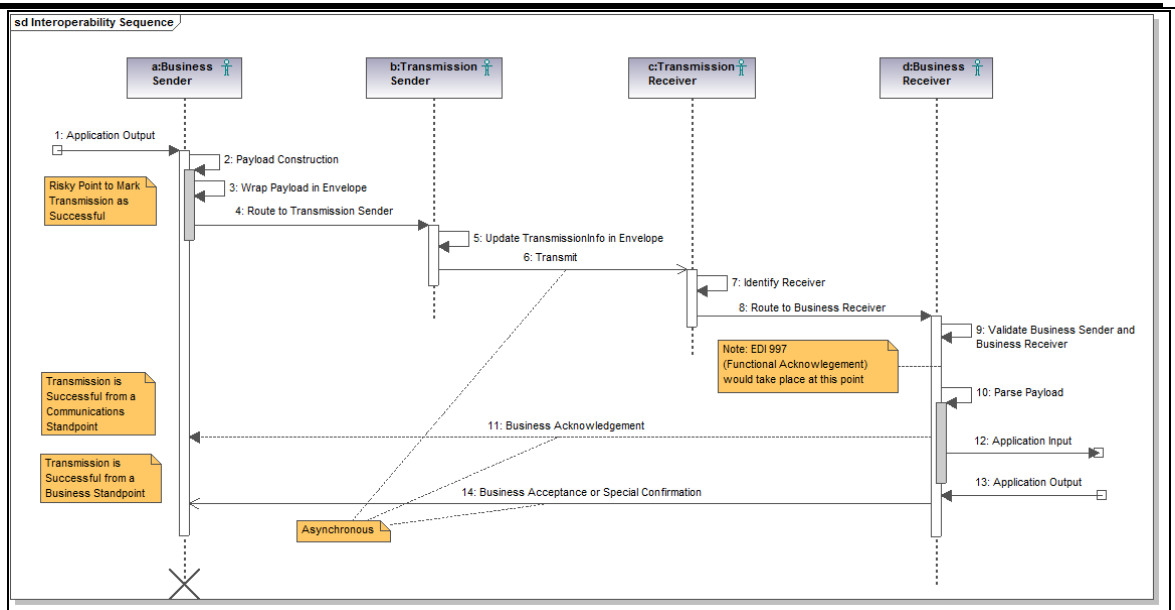 sd Interoperability Sequence
a:Business
Sender
b:Transmission
Sender
c:Transmission
Receiver
d:Business
Receiver
1: Application Output
2: Payload Construction
3: Wrap Payload in Envelope
Risky Point to Mark
Transmission as
Successful
4: Route to Transmission Sender
5: Update TransmissionInfo in Envelope
6: Transmit
7: Identify Receiver
8: Route to Business Receiver
9: Validate Business Sender and
Business Receiver
Note: EDI 997
(Functional Acknowlegement)
would take place at this point
Transmission is
Successful from a
Communications
Standpoint
10: Parse Payload
11: Business Acknowledgement
12: Application Input
Transmission is
Successful from a
Business Standpoint
13: Application Output
14: Business Acceptance or Special Confirmation
Asynchronous